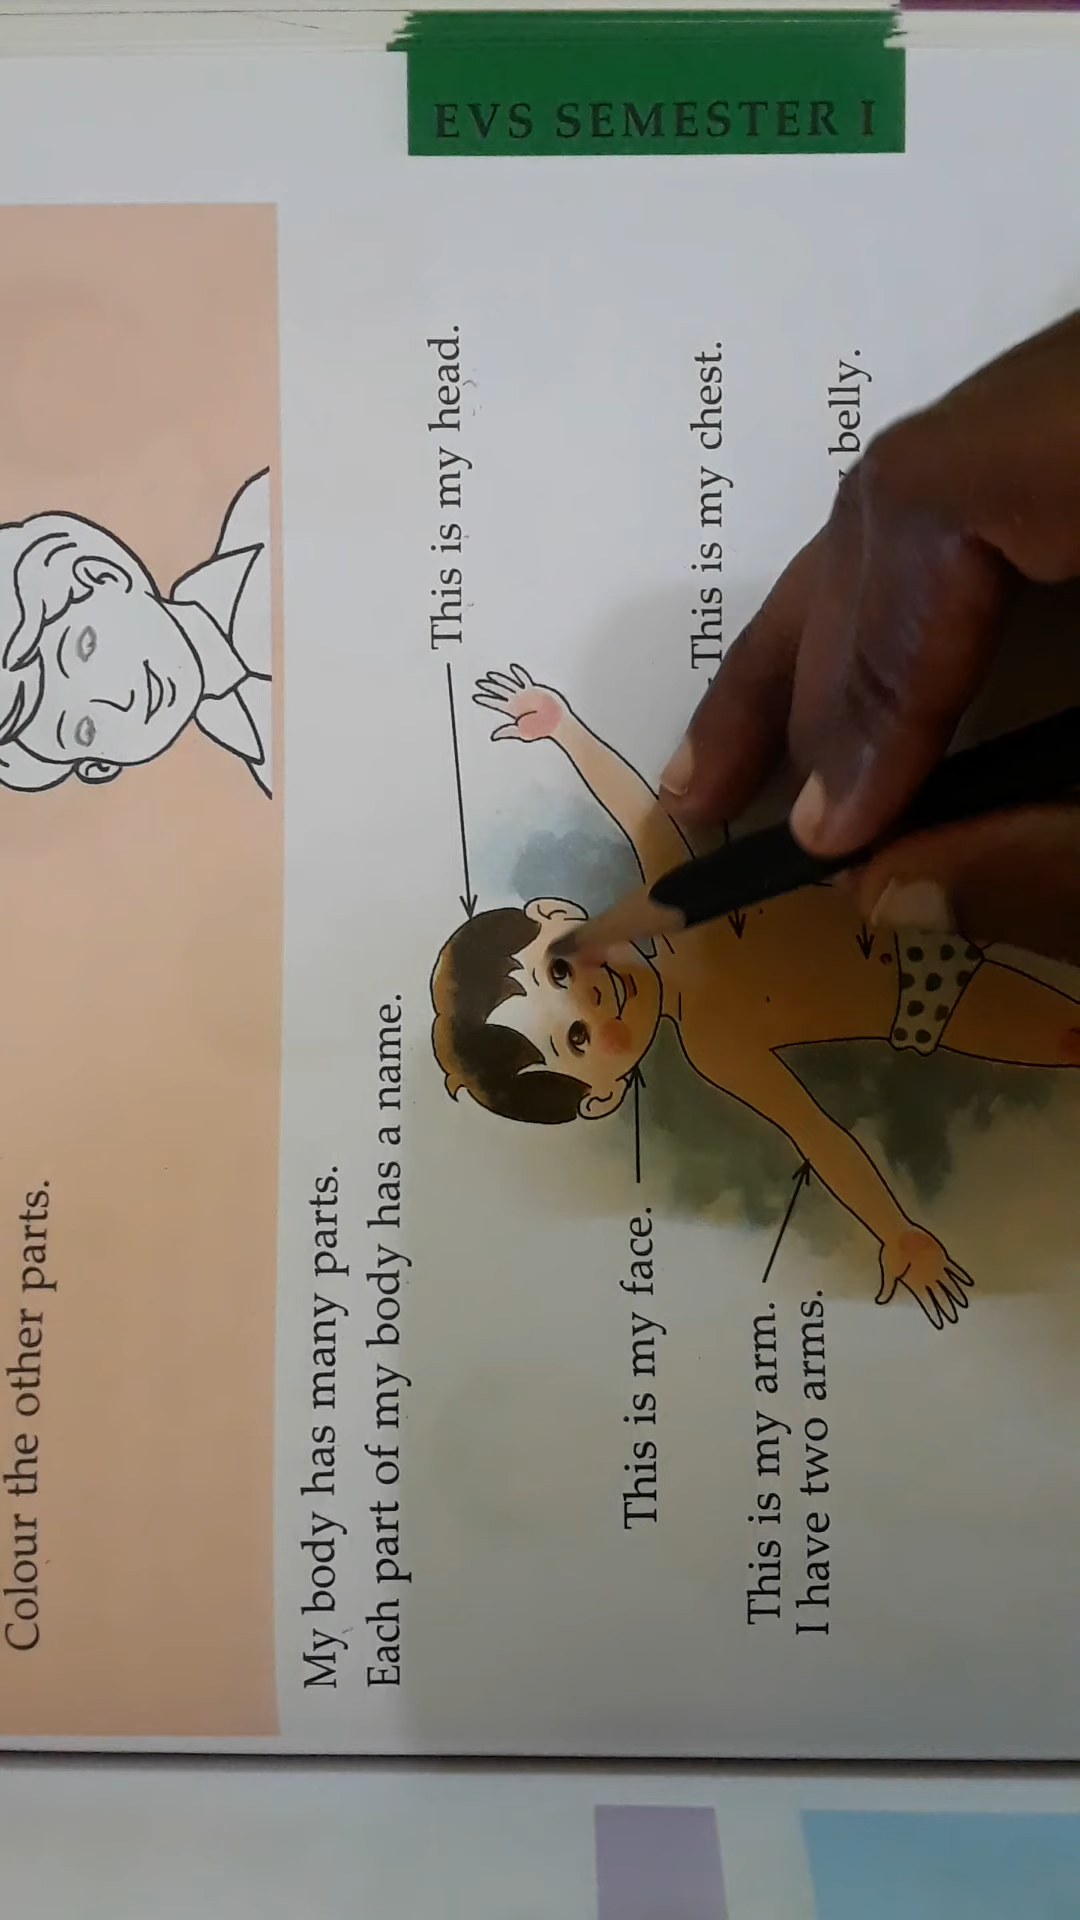 EVS SEMESTER I
Colour the other parts.
My body has many parts.
Each part of my body has a name.
This is my head.
This is my face.
This is my chest.
This is my arm.
I have two arms.
belly.